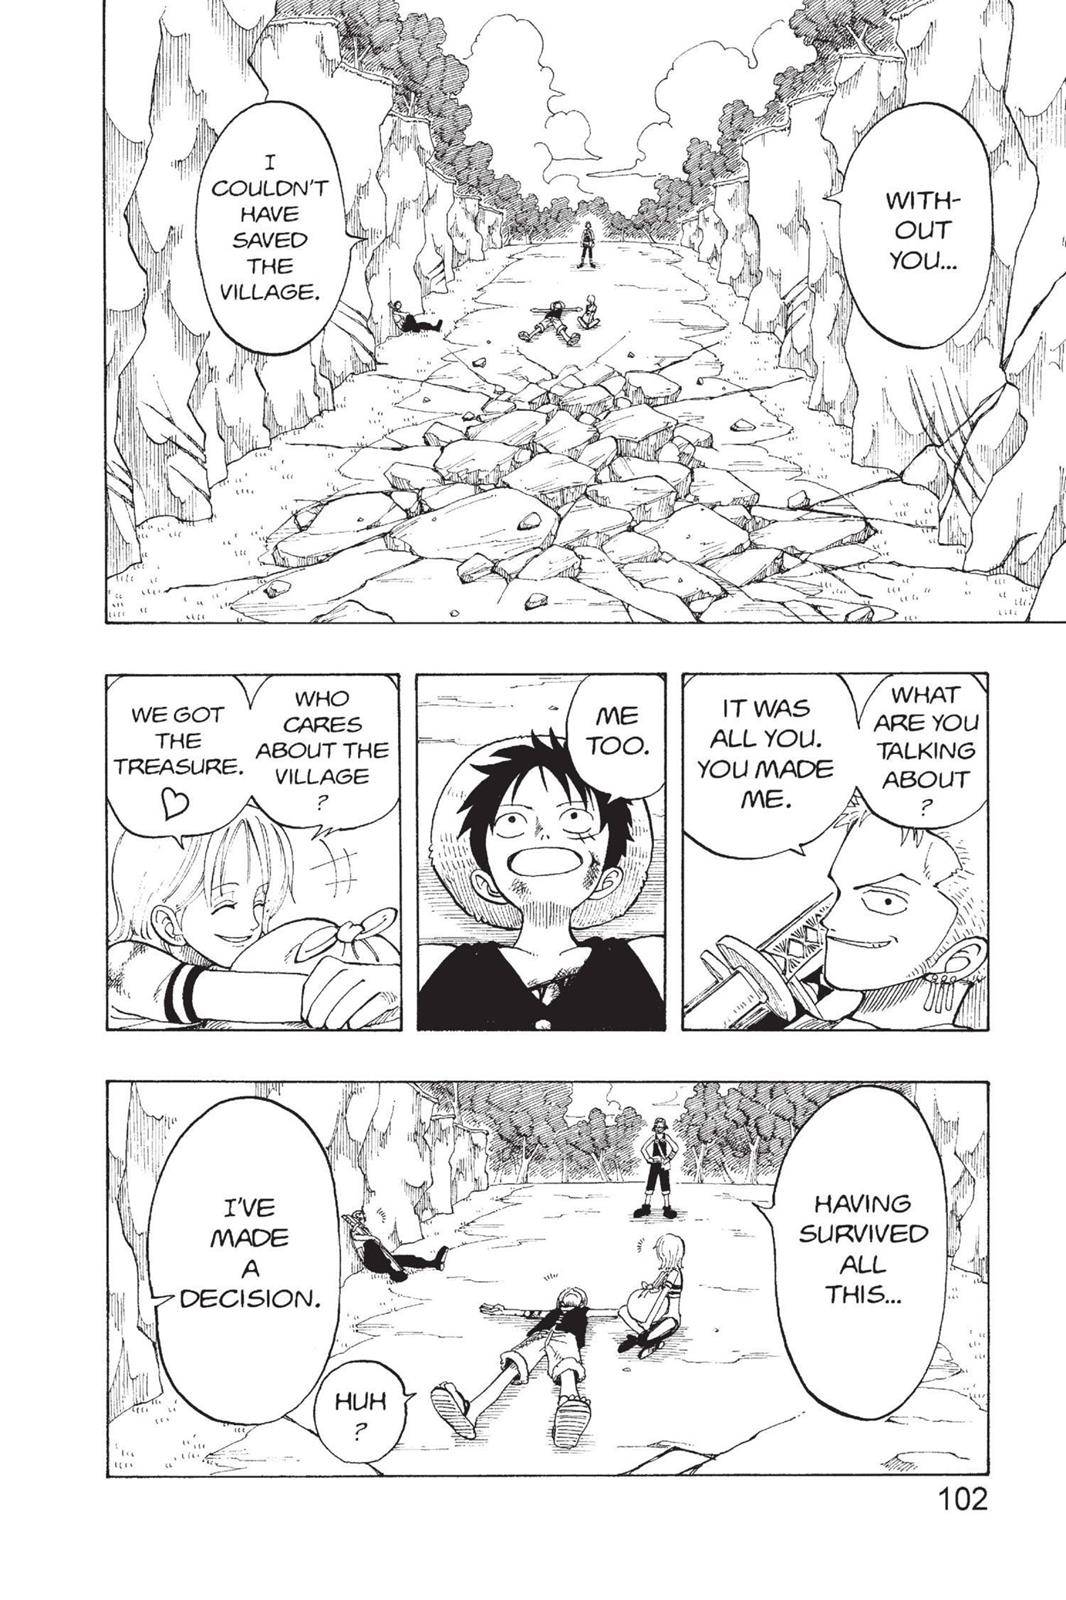 WITH-
OUT
YOU...
I
COULDN'T
HAVE
SAVED
THE
VILLAGE.
WHAT
ARE YOU
TALKING
ABOUT
?
IT WAS
ALL YOU.
YOU MADE
ME.
ME
TOO.
WHO
CARES
ABOUT THE
VILLAGE
?
WE GOT
THE
TREASURE.
♡
HAVING
SURVIVED
ALL
THIS...
I'VE
MADE
A
DECISION.
HUH
?
102